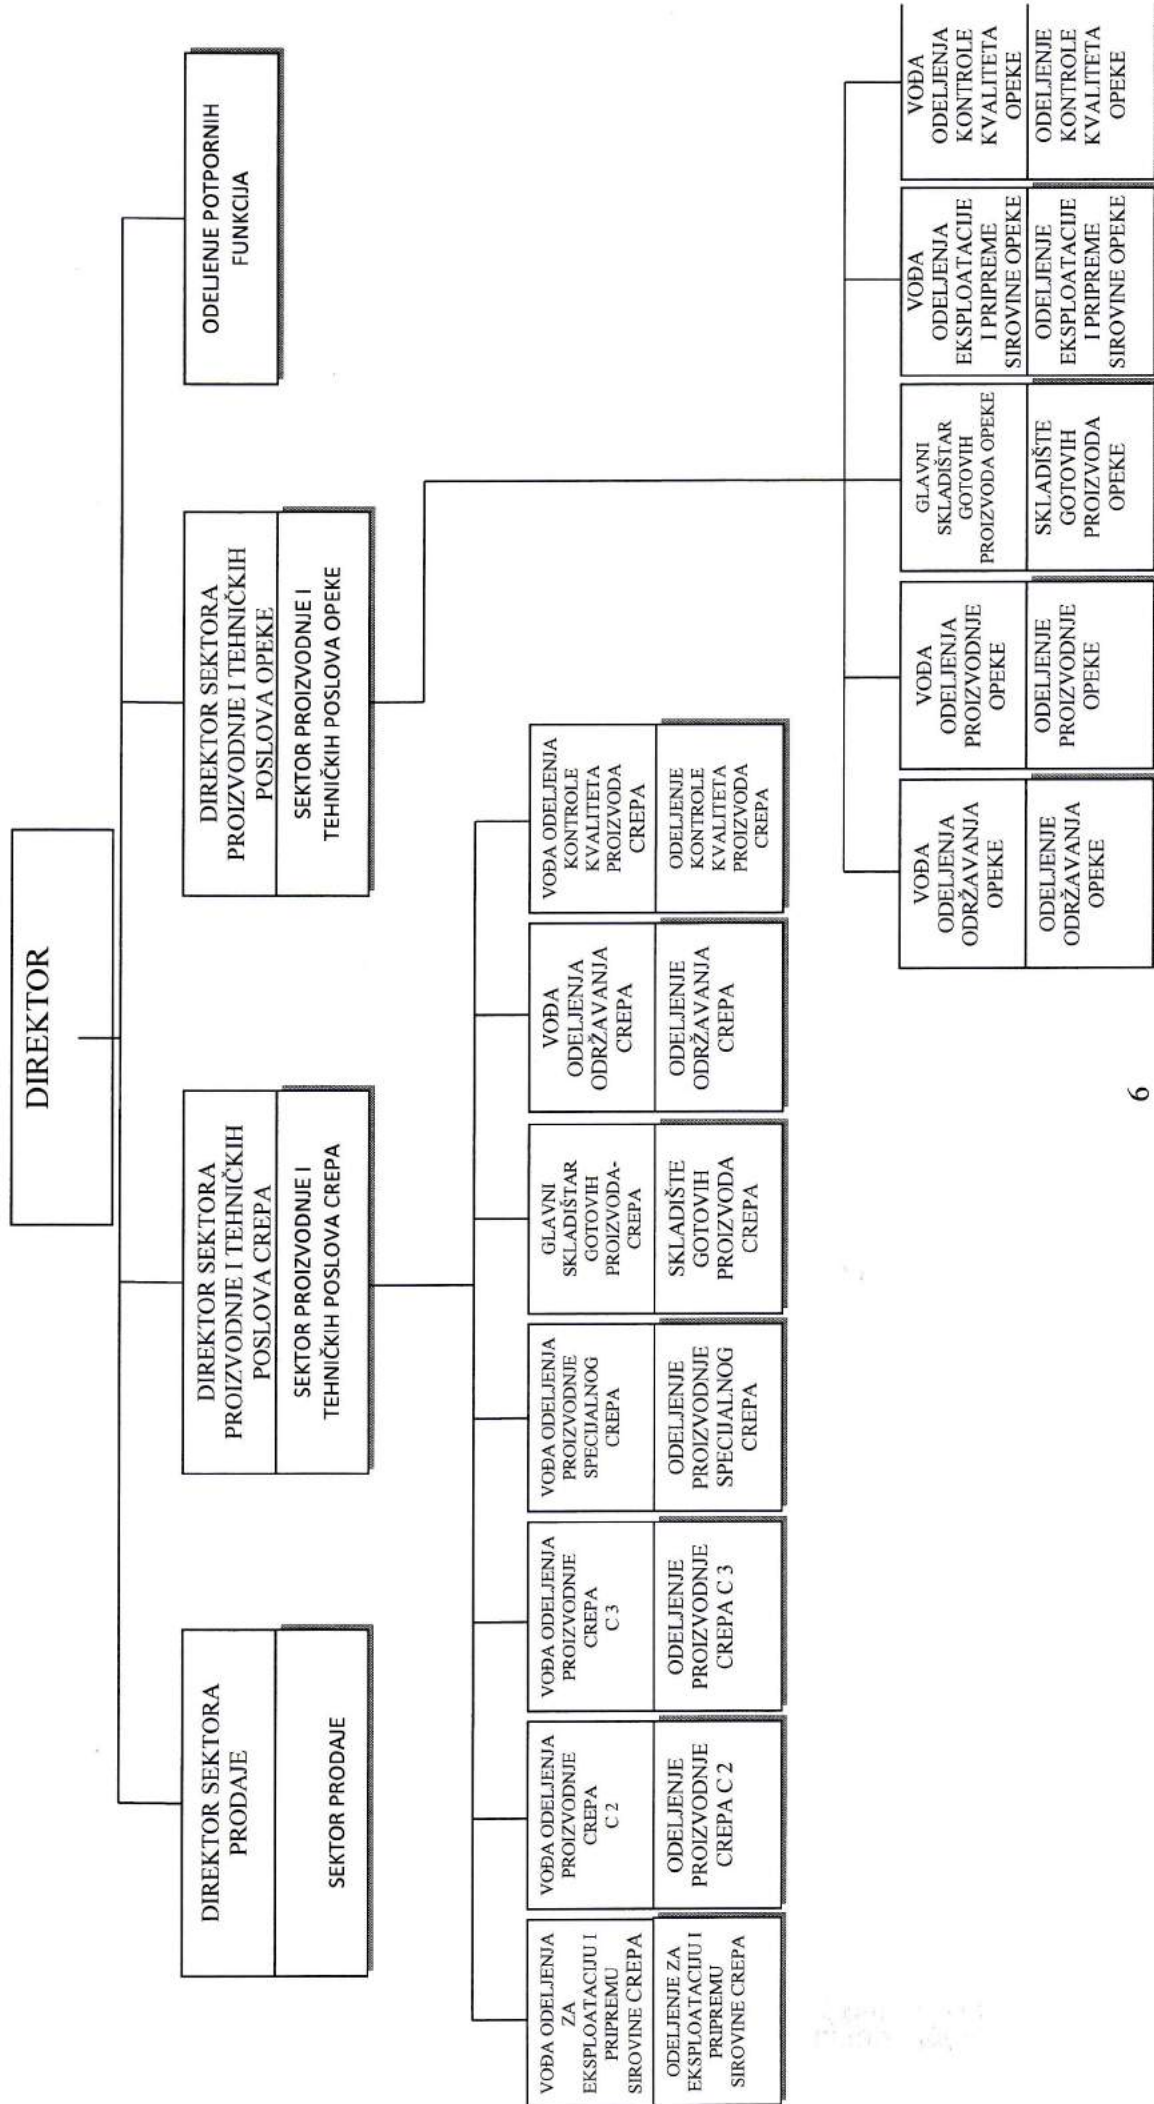 DIREKTOR
DIREKTOR SEKTORA
PRODAJE
SEKTOR PRODAJE
DIREKTOR SEKTORA
PROIZVODNJE I TEHNIČKIH
POSLOVA CREPA
SEKTOR PROIZVODNJE I
TEHNIČKIH POSLOVA CREPA
DIREKTOR SEKTORA
PROIZVODNJE I TEHNIČKIH
POSLOVA OPEKE
SEKTOR PROIZVODNJE I
TEHNIČKIH POSLOVA OPEKE
ODELJENJE POTPORNIH
FUNKCIJA
VOĐA ODELJENJA
ZA
EKSPLOATACIJU I
PRIPREMU
SIROVINE CREPA
ODELJENJE ZA
EKSPLOATACIJU I
PRIPREMU
SIROVINE CREPA
VOĐA ODELJENJA
PROIZVODNJE
CREPA
C 2
ODELJENJE
PROIZVODNJE
CREPA C 2
VOĐA ODELJENJA
PROIZVODNJE
CREPA
C 3
ODELJENJE
PROIZVODNJE
CREPA C 3
VOĐA ODELJENJA
PROIZVODNJE
SPECIJALNOG
CREPA
ODELJENJE
PROIZVODNJE
SPECIJALNOG
CREPA
GLAVNI
SKLADIŠTAR
GOTOVIH
PROIZVODA-
CREPA
SKLADIŠTE
GOTOVIH
PROIZVODA
CREPA
VOĐA
ODELJENJA
ODRŽAVANJA
CREPA
ODELJENJE
ODRŽAVANJA
CREPA
VOĐA ODELJENJA
KONTROLE
KVALITETA
PROIZVODA
CREPA
ODELJENJE
KONTROLE
KVALITETA
PROIZVODA
CREPA
VOĐA
ODELJENJA
ODRŽAVANJA
OPEKE
ODELJENJE
ODRŽAVANJA
OPEKE
VOĐA
ODELJENJA
PROIZVODNJE
OPEKE
ODELJENJE
PROIZVODNJE
OPEKE
GLAVNI
SKLADIŠTAR
GOTOVIH
PROIZVODA OPEKE
SKLADIŠTE
GOTOVIH
PROIZVODA
OPEKE
VOĐA
ODELJENJA
EKSPLOATACIJE
I PRIPREME
SIROVINE OPEKE
ODELJENJE
EKSPLOATACIJE
I PRIPREME
SIROVINE OPEKE
VOĐA
ODELJENJA
KONTROLE
KVALITETA
OPEKE
ODELJENJE
KONTROLE
KVALITETA
OPEKE
6